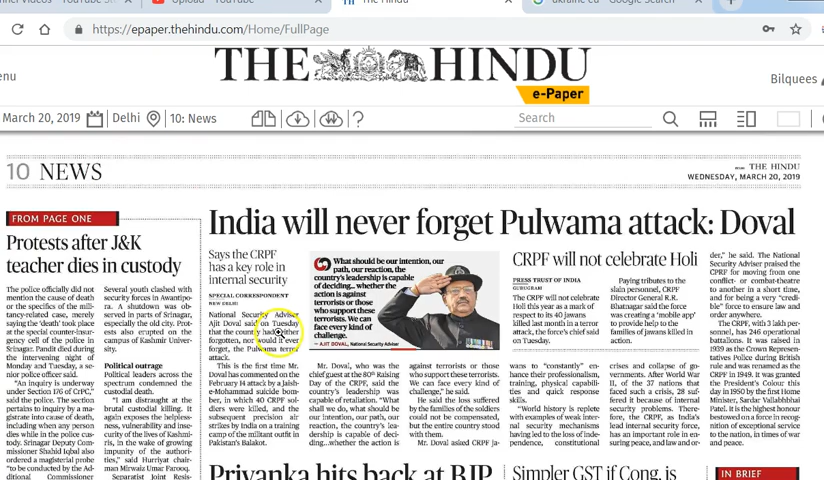 Upload - YouTube
The Hindu
ukraine eu - Google Search
https://epaper.thehindu.com/Home/FullPage
THE HINDU
e-Paper
enu
Bilquees
March 20, 2019
Delhi
10: News
?
Search
10 NEWS
THE HINDU
WEDNESDAY, MARCH 20, 2019
FROM PAGE ONE
Protests after J&K
teacher dies in custody
The police officially did not
mention the cause of death
or the specifics of the mili-
tancy-related case, merely
saying the 'death' took place
at the special counter-insur-
gency cell of the police in
Srinagar. Pandit died during
the intervening night of
Monday and Tuesday, a se-
nior police officer said.
"An inquiry is underway
under Section 176 of CrPC,"
said the police. The section
pertains to inquiry by a ma-
gistrate into cause of death,
including when any person
dies while in the police cus-
tody. Srinagar Deputy Com-
missioner Shahid Iqbal also
ordered a magisterial probe
"to be conducted by the Ad-
ditional Commissioner
Several youth clashed with
security forces in Awantipo-
ra. A shutdown was ob-
served in parts of Srinagar,
especially the old city. Prot-
ests also erupted on the
campus of Kashmir Univer-
sity.
Political outrage
Political leaders across the
spectrum condemned the
custodial death.
"I am distraught at the
brutal custodial killing. It
again exposes the helpless-
ness, vulnerability and inse-
curity of the lives of Kashmi-
ris, in the wake of growing
impunity of the authori-
ties," said Hurriyat chair-
man Mirwaiz Umar Farooq.
Separatist Joint Resis-
India will never forget Pulwama attack: Doval
Says the CRPF
has a key role in
internal security
SPECIAL CORRESPONDENT
NEW DELHI
National Security Adviser
Ajit Doval said on Tuesday
that the country had neither
forgotten, nor would it ever
forget, the Pulwama terror
attack.
This is the first time Mr.
Doval has commented on the
February 14 attack by a Jaish-
e-Mohammad suicide bom-
ber, in which 40 CRPF sol-
diers were killed, and the
subsequent precision air
strikes by India on a training
camp of the militant outfit in
Pakistan's Balakot.
What should be our intention, our
path, our reaction, the
country's leadership is capable
of deciding... whether the
action is against
terrorists or those
who support these
terrorists. We can
face every kind of
challenge.
— AJIT DOVAL, National Security Adviser
Mr. Doval, who was the
chief guest at the 80th Raising
Day of the CRPF, said the
country's leadership was
capable of retaliation. "What
shall we do, what should be
our intention, our path, our
reaction, the country's lea-
dership is capable of deci-
ding...whether the action is
against terrorists or those
who support these terrorists.
We can face every kind of
challenge," he said.
He said the loss suffered
by the families of the soldiers
could not be compensated
but the entire country stood
with them.
Mr. Doval asked CRPF ja-
CRPF will not celebrate Holi
PRESS TRUST OF INDIA
GURUGRAM
The CRPF will not celebrate
Holi this year as a mark of
respect to its 40 jawans
killed last month in a terror
attack, the force's chief said
on Tuesday.
Paying tributes to the
slain personnel, CRPF
Director General R.R.
Bhatnagar said the force
was creating a 'mobile app'
to provide help to the
families of jawans killed in
action.
wans to "constantly" en-
hance their professionalism,
training, physical capabili-
ties and quick response
skills.
"World history is replete
with examples of weak inter-
nal security mechanisms
having led to the loss of inde-
pendence, constitutional
crises and collapse of go-
vernments. After World War
II, of the 37 nations that
faced such a crisis, 28 suf-
fered it because of internal
security problems. There-
fore, the CRPF, as India's
lead internal security force,
has an important role in en-
suring peace, and law and or-
der," he said. The National
Security Adviser praised the
CRPF for moving from one
conflict- or combat-theatre
to another in a short time,
and for being a very "credi-
ble" force to ensure law and
order anywhere.
The CRPF, with 3 lakh per-
sonnel, has 246 operational
battalions. It was raised in
1939 as the Crown Represen-
tatives Police during British
rule and was renamed as the
CRPF in 1949. It was granted
the President's Colour this
day in 1950 by the first Home
Minister, Sardar Vallabhbhai
Patel. It is the highest honour
bestowed on a force in recog-
nition of exceptional service
to the nation, in times of war
and peace.
Priyanka hits back at BJP
Simpler GST if Cong. is
IN BRIEF